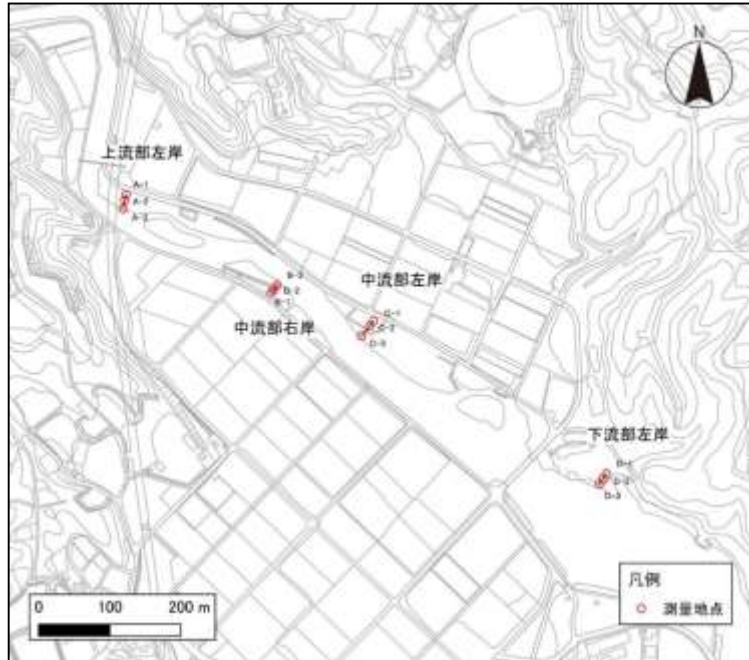 N
上流部左岸
A-1
A-2
A-3
B-3
B-2
B-1
中流部右岸
中流部左岸
C-1
C-2
C-3
下流部左岸
D-1
D-2
D-3
凡例
測量地点
0 100 200 m